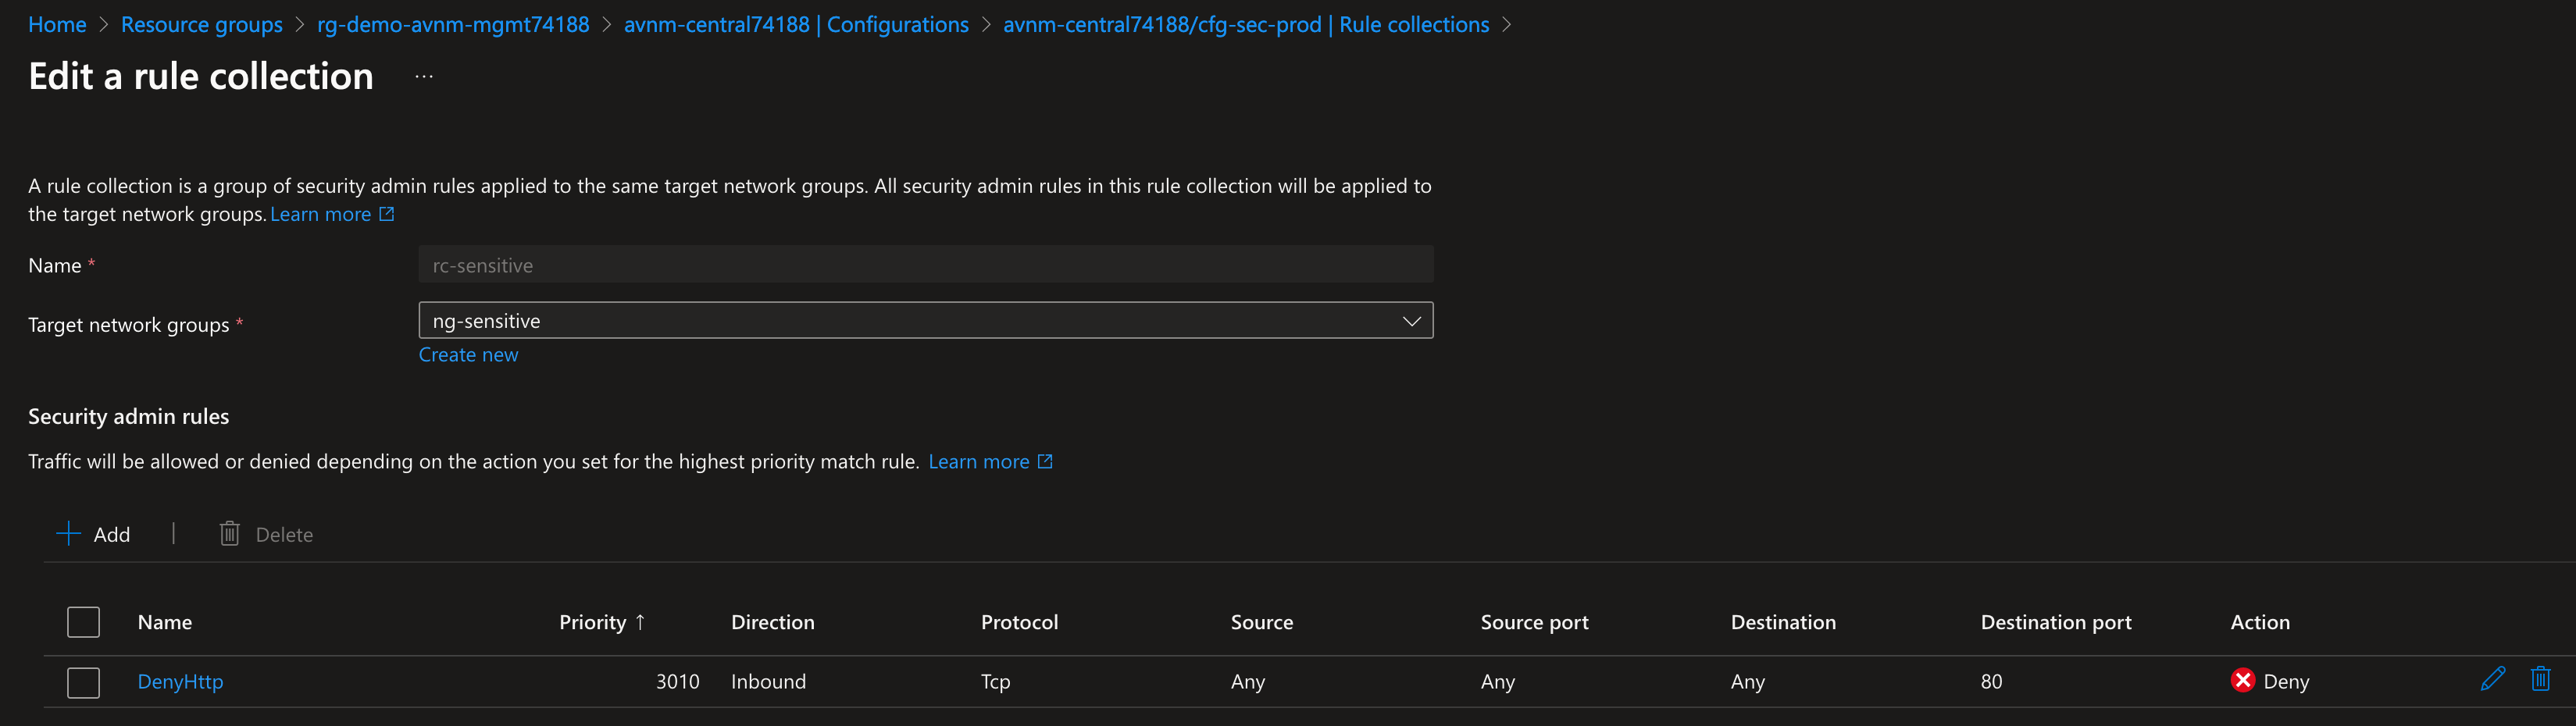 Home > Resource groups > rg-demo-avnm-mgmt74188 > avnm-central74188 | Configurations > avnm-central74188/cfg-sec-prod | Rule collections >
Edit a rule collection ...
A rule collection is a group of security admin rules applied to the same target network groups. All security admin rules in this rule collection will be applied to
the target network groups. Learn more
Name *
rc-sensitive
Target network groups *
ng-sensitive
Create new
Security admin rules
Traffic will be allowed or denied depending on the action you set for the highest priority match rule. Learn more
+ Add | Delete
Name Priority ↑ Direction Protocol Source Source port Destination Destination port Action
DenyHttp 3010 Inbound Tcp Any Any Any 80 Deny